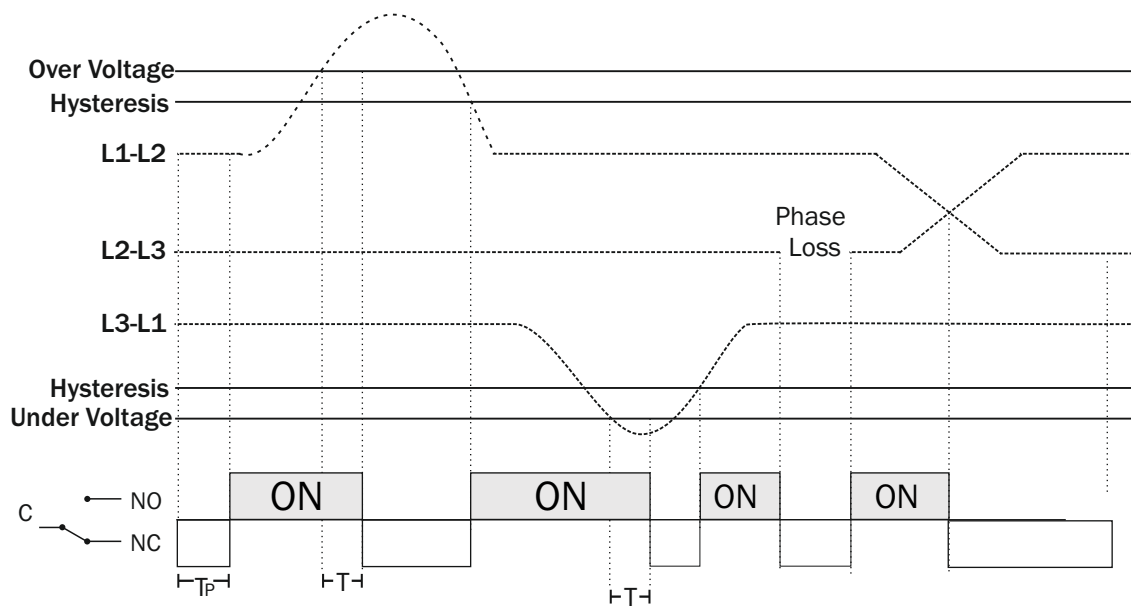 Over Voltage
Hysteresis
L1-L2
Phase
Loss
L2-L3
L3-L1
Hysteresis
Under Voltage
ON
ON
ON
ON
NO
C
NC
TP
T
T